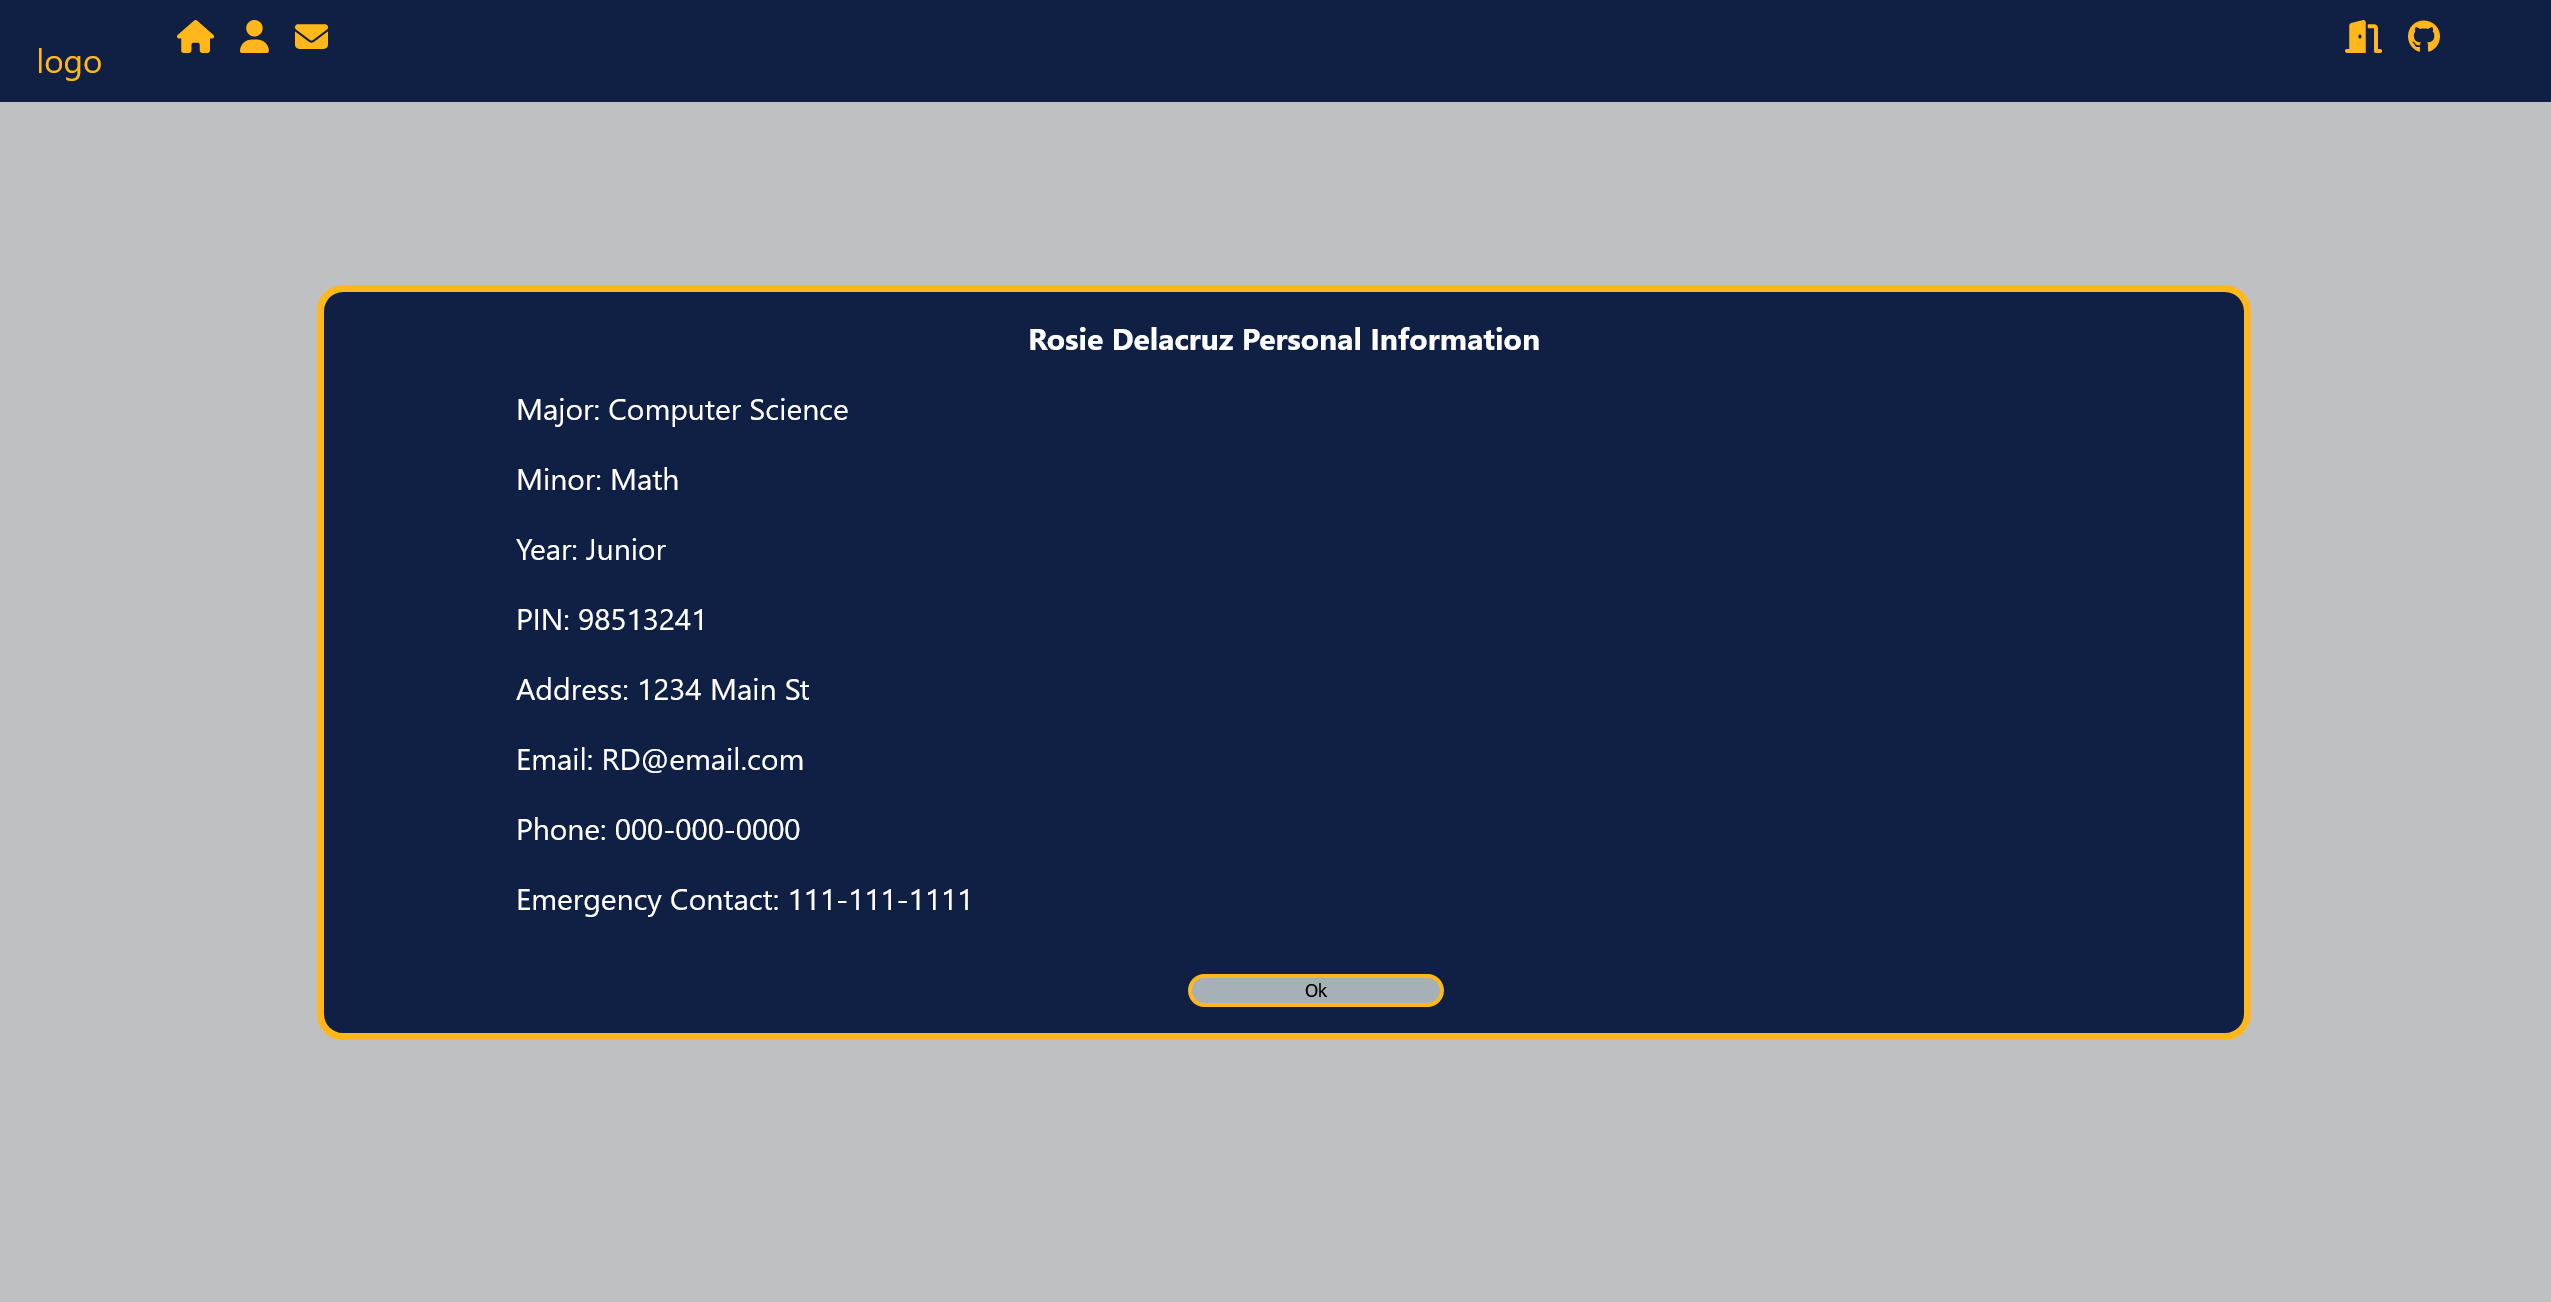 logo
Rosie Delacruz Personal Information
Major: Computer Science
Minor: Math
Year: Junior
PIN: 98513241
Address: 1234 Main St
Email: RD@email.com
Phone: 000-000-0000
Emergency Contact: 111-111-1111
Ok